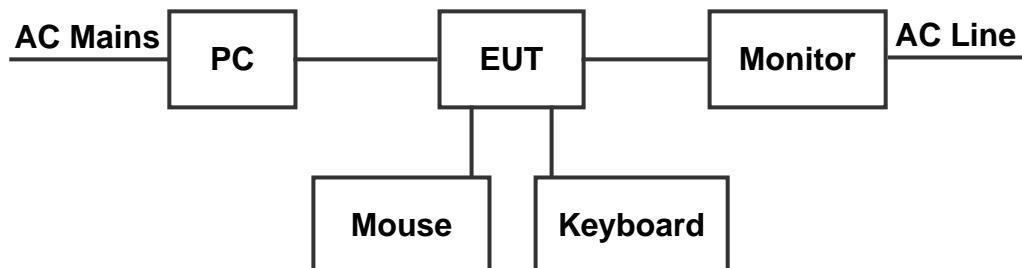 AC Mains
PC
EUT
Monitor
AC Line
Mouse
Keyboard